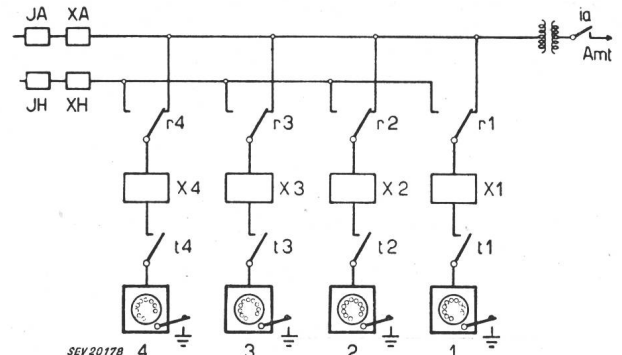 JA XA ia
Amt
JH XH
r4 r3 r2 r1
X4 X3 X2 X1
t4 t3 t2 t1
SEV 20178 4 3 2 1